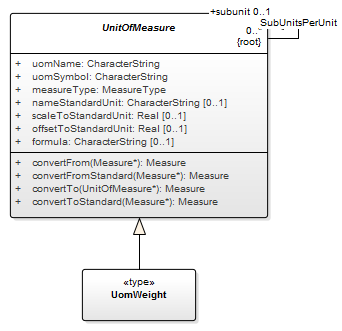 +subunit 0..1
SubUnitsPerUnit
UnitOfMeasure
0..
{root}
+ uomName: CharacterString
+ uomSymbol: CharacterString
+ measureType: MeasureType
+ nameStandardUnit: CharacterString [0..1]
+ scaleToStandardUnit: Real [0..1]
+ offsetToStandardUnit: Real [0..1]
+ formula: CharacterString [0..1]
+ convertFrom(Measure*): Measure
+ convertFromStandard(Measure*): Measure
+ convertTo(UnitOfMeasure*): Measure
+ convertToStandard(Measure*): Measure
«type»
UomWeight